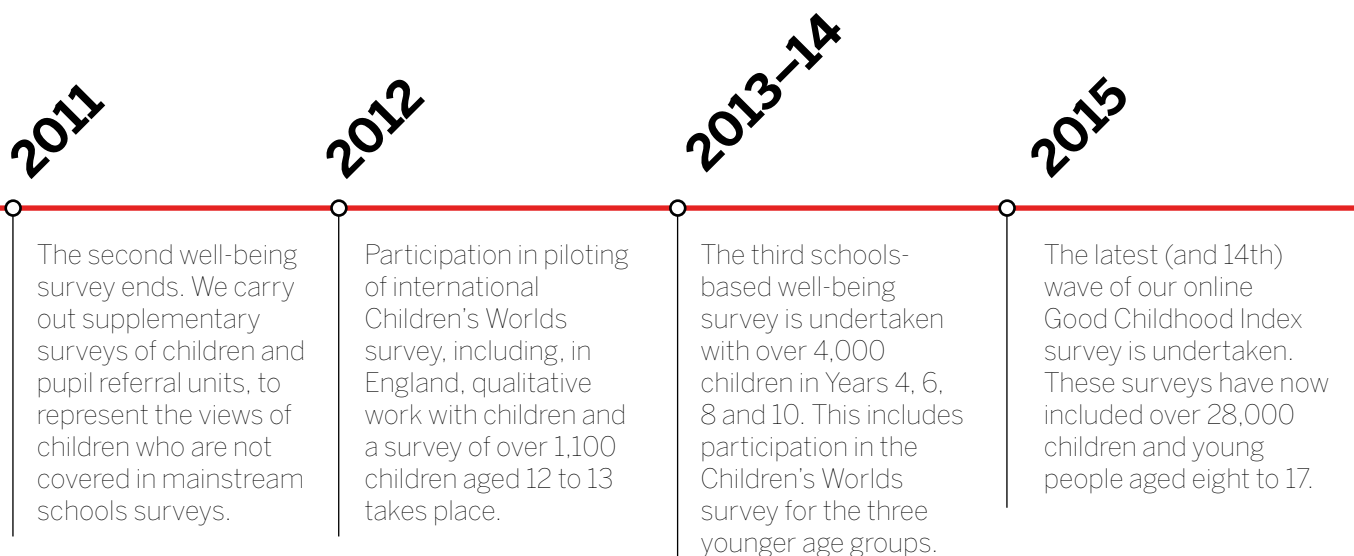 2011
The second well-being
survey ends. We carry
out supplementary
surveys of children and
pupil referral units, to
represent the views of
children who are not
covered in mainstream
schools surveys.
2012
Participation in piloting
of international
Children’s Worlds
survey, including, in
England, qualitative
work with children and
a survey of over 1,100
children aged 12 to 13
takes place.
2013–14
The third schools-
based well-being
survey is undertaken
with over 4,000
children in Years 4, 6,
8 and 10. This includes
participation in the
Children’s Worlds
survey for the three
younger age groups.
2015
The latest (and 14th)
wave of our online
Good Childhood Index
survey is undertaken.
These surveys have now
included over 28,000
children and young
people aged eight to 17.